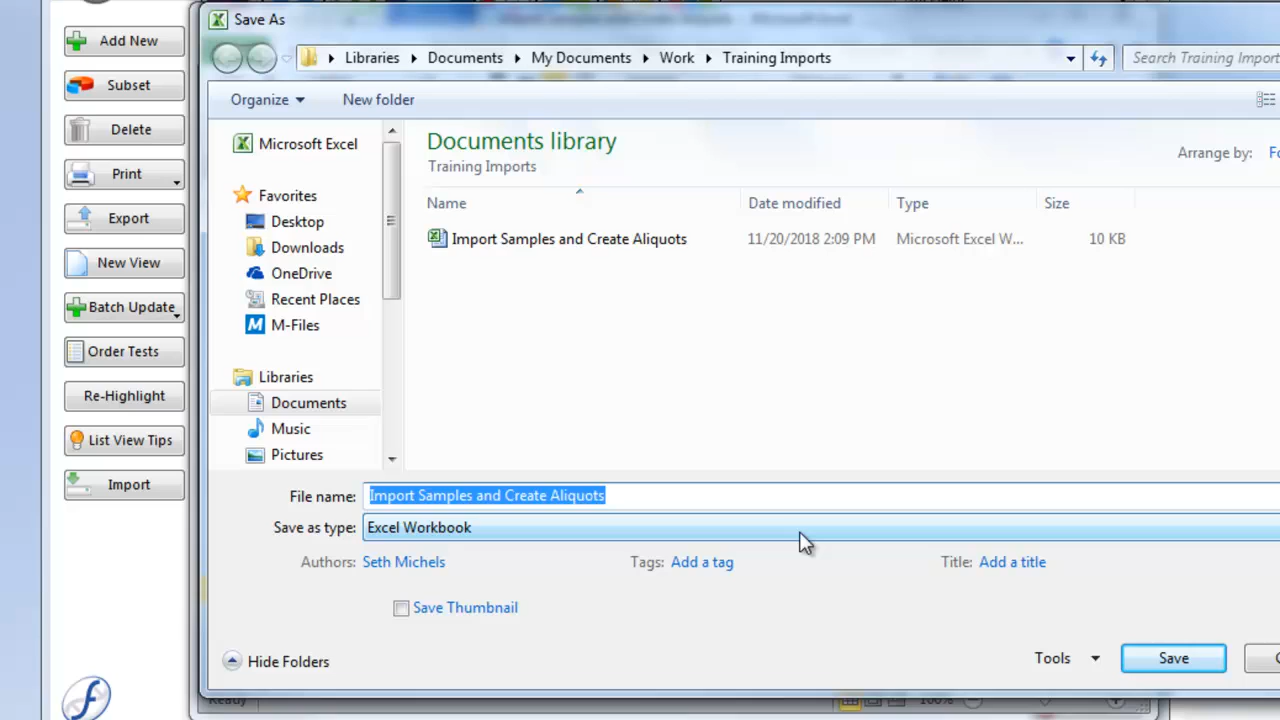 Save As
Add New
Subset
Delete
Print
Export
New View
Batch Update
Order Tests
Re-Highlight
List View Tips
Import
Libraries Documents My Documents Work Training Imports
Search Training Import
Organize New folder
Microsoft Excel
Favorites
Desktop
Downloads
OneDrive
Recent Places
M-Files
Libraries
Documents
Music
Pictures
Documents library
Training Imports
Arrange by: Fo
Name Date modified Type Size
Import Samples and Create Aliquots 11/20/2018 2:09 PM Microsoft Excel W... 10 KB
File name: Import Samples and Create Aliquots
Save as type: Excel Workbook
Authors: Seth Michels Tags: Add a tag Title: Add a title
Save Thumbnail
Hide Folders
Tools Save
Ready 100%